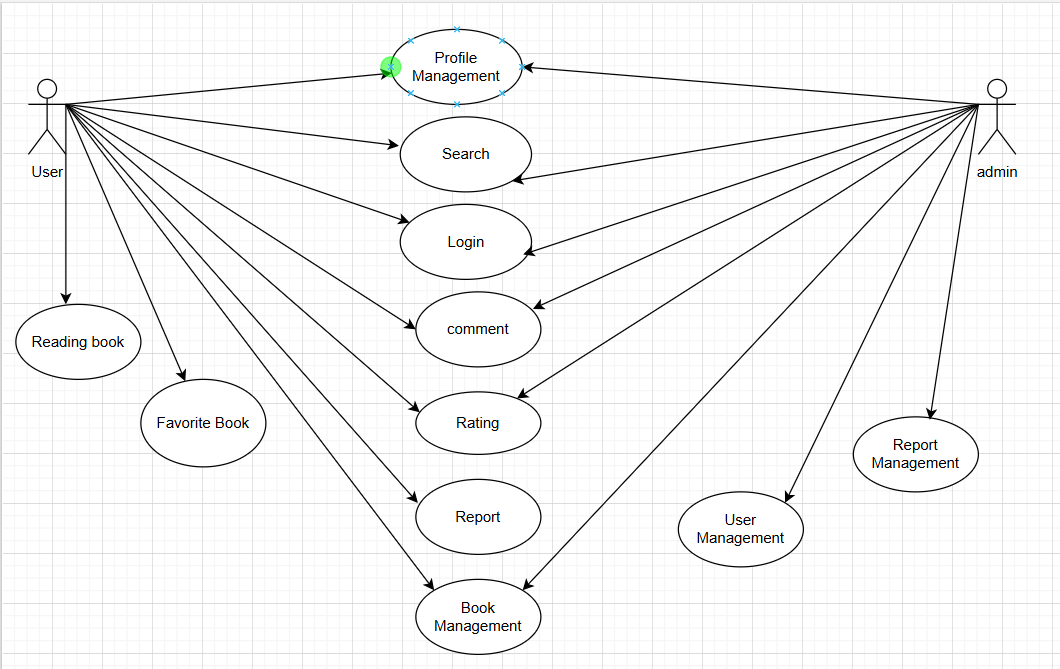 Profile
Management
Search
User
admin
Login
comment
Reading book
Favorite Book
Rating
Report
Management
Report
User
Management
Book
Management